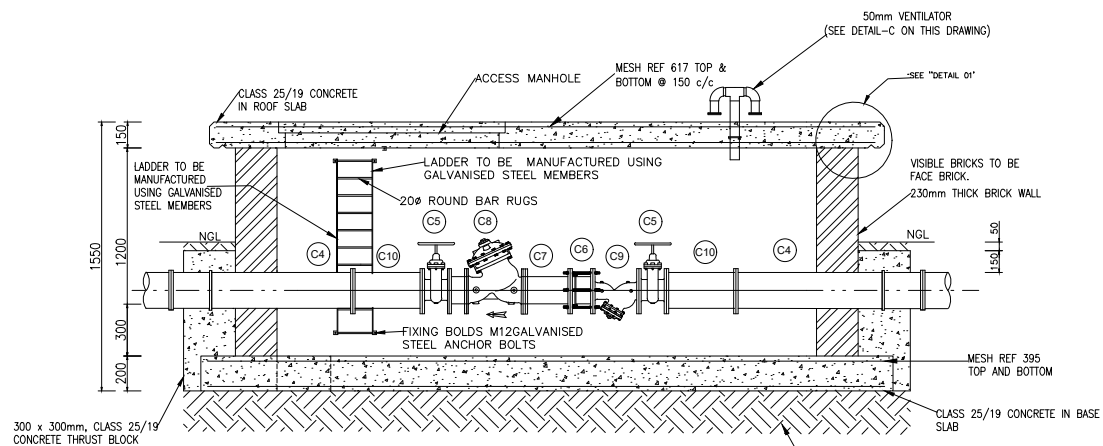 50mm VENTILATOR
(SEE DETAIL-C ON THIS DRAWING)
SEE "DETAIL 01"
MESH REF 617 TOP &
BOTTOM @ 150 c/c
ACCESS MANHOLE
CLASS 25/19 CONCRETE
IN ROOF SLAB
150
LADDER TO BE MANUFACTURED USING
GALVANISED STEEL MEMBERS
LADDER TO BE
MANUFACTURED
USING GALVANISED
STEEL MEMBERS
VISIBLE BRICKS TO BE
FACE BRICK.
230mm THICK BRICK WALL
20ø ROUND BAR RUGS
C5
C8
C5
NGL
NGL
50
1550
1200
C4
C10
C7
C6
C9
C10
C4
150
300
FIXING BOLDS M12GALVANISED
STEEL ANCHOR BOLTS
MESH REF 395
TOP AND BOTTOM
200
CLASS 25/19 CONCRETE IN BASE
SLAB
300 x 300mm, CLASS 25/19
CONCRETE THRUST BLOCK